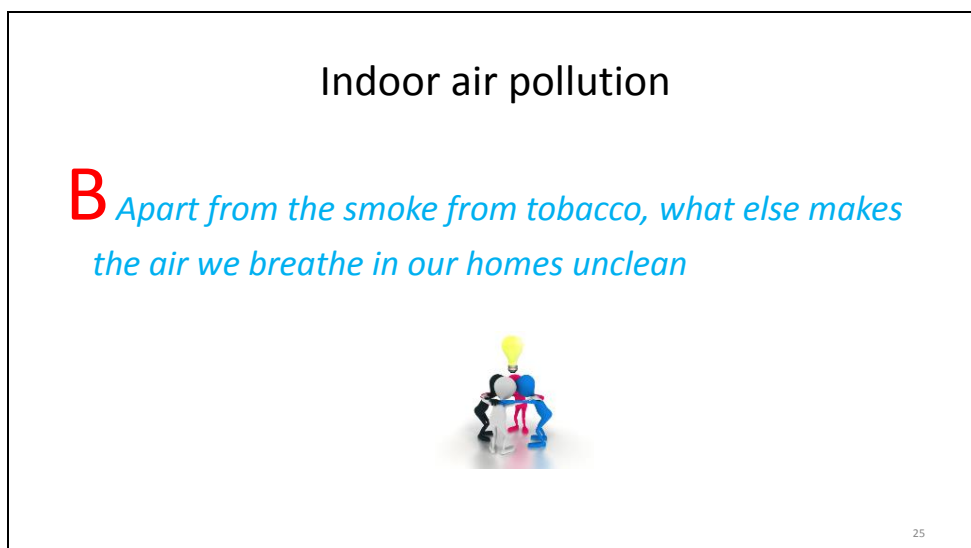 Indoor air pollution
B Apart from the smoke from tobacco, what else makes
the air we breathe in our homes unclean
25